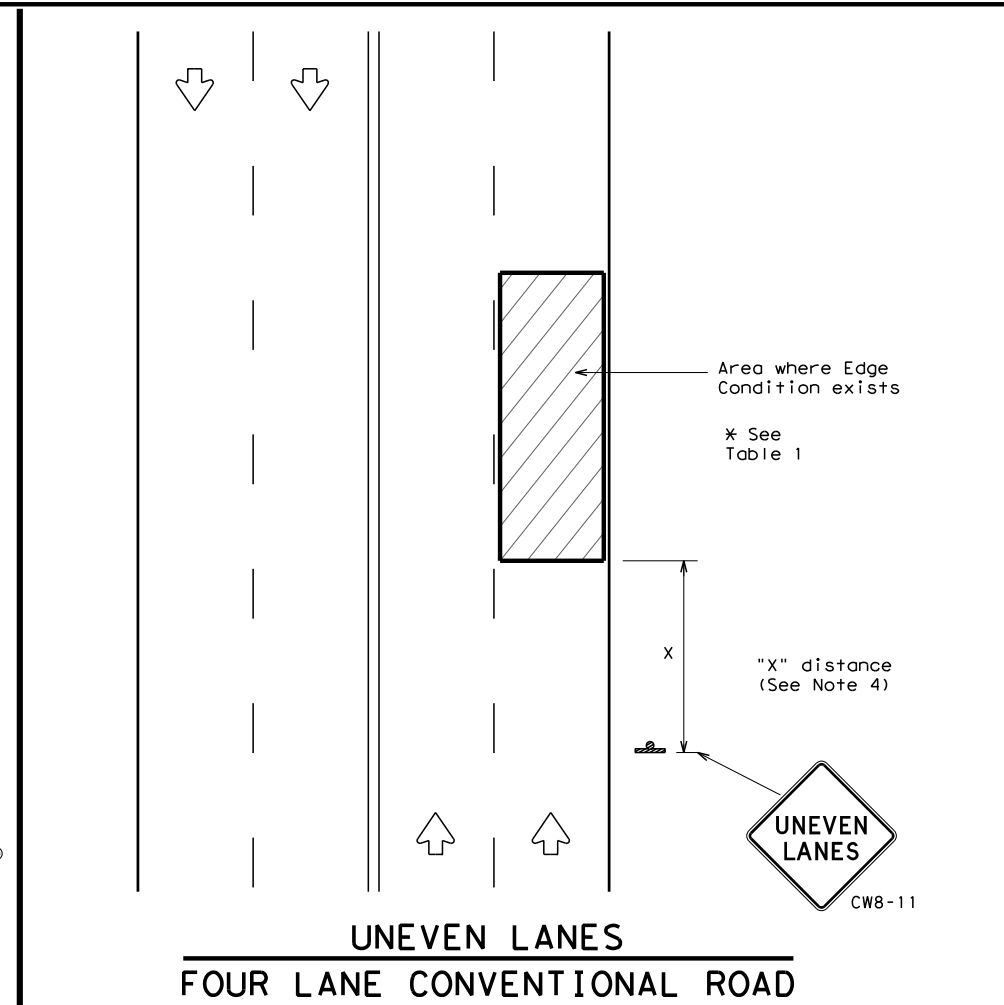 Area where Edge
Condition exists
* See
Table 1
X
"X" distance
(See Note 4)
UNEVEN
LANES
CW8-11
UNEVEN LANES
FOUR LANE CONVENTIONAL ROAD